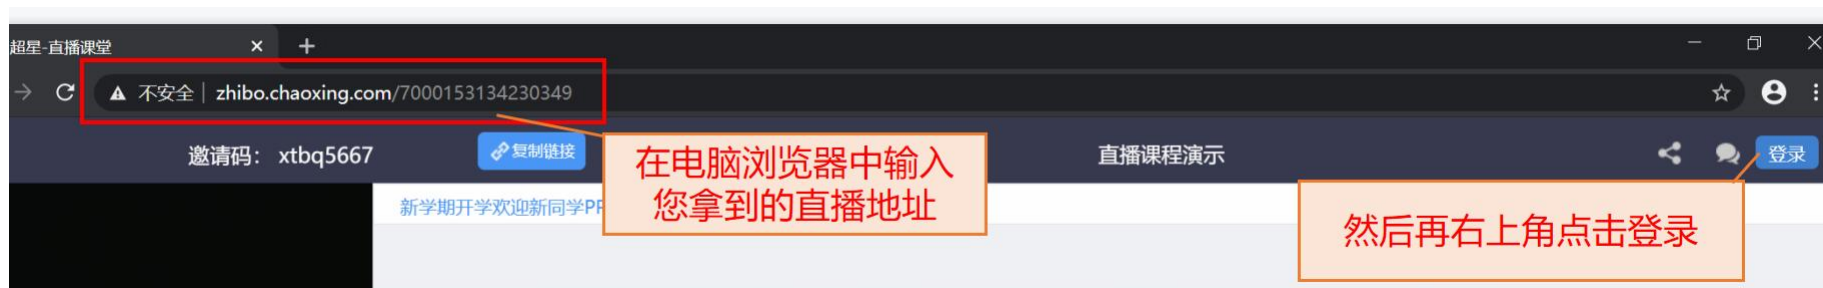 超星-直播课堂
不安全 | zhibo.chaoxing.com/7000153134230349
邀请码： xtbq5667 复制链接 直播课程演示 登录
在电脑浏览器中输入
您拿到的直播地址
新学期开学欢迎新同学PP
然后再右上角点击登录